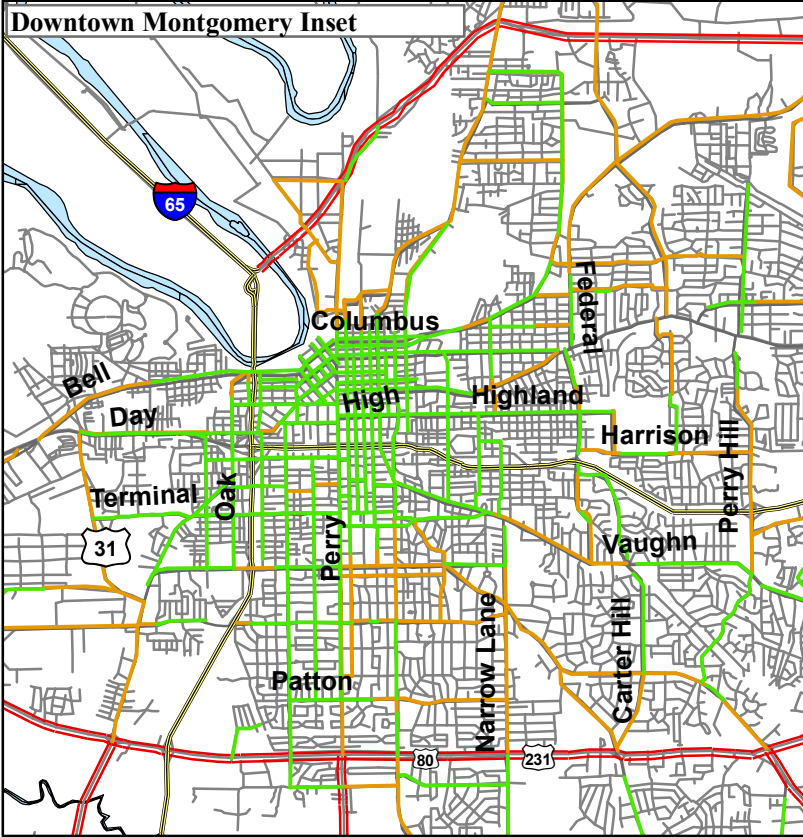 Downtown Montgomery Inset
65
Federal
Columbus
Bell
High
Highland
Day
Harrison
Perry Hill
Terminal
Oak
31
Perry
Vaughn
Narrow Lane
Carter Hill
Patton
80
231